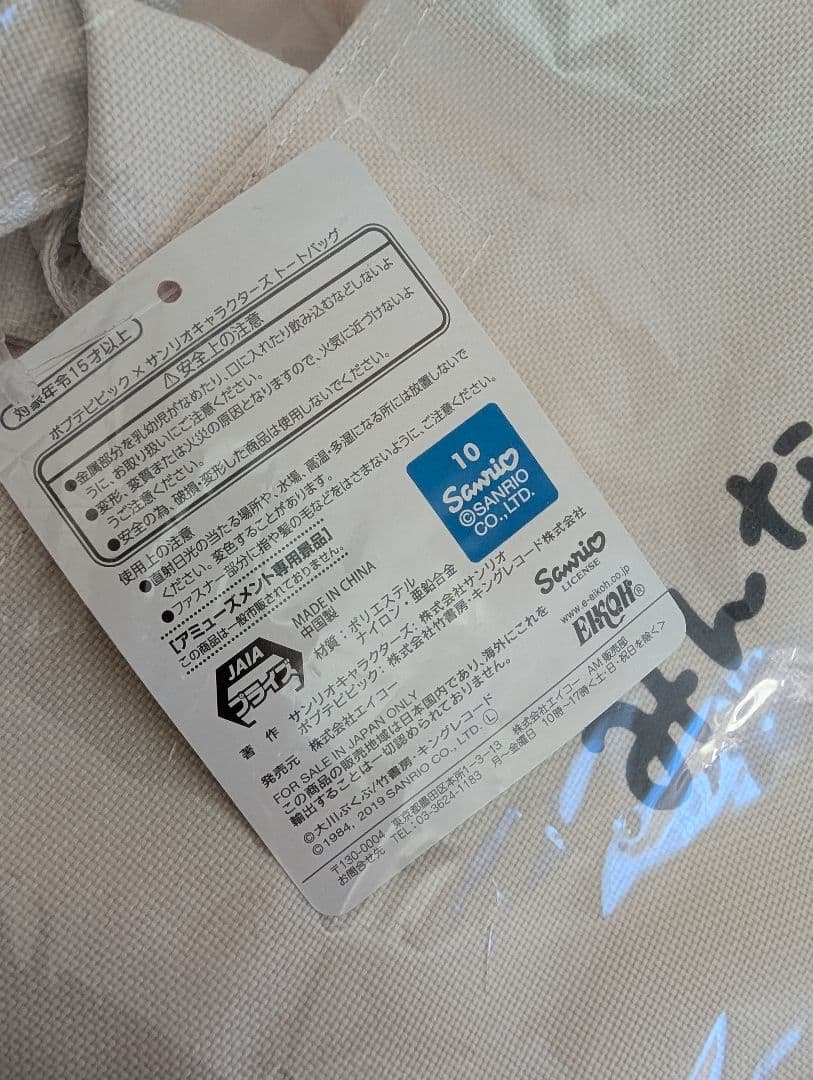 対象年令15才以上
ポプテピピック×サンリオキャラクターズ トートバッグ
⚠安全上の注意
●金属部分を乳幼児がなめたり、口に入れたり飲み込むなどしないよ
うに、お取り扱いにご注意ください。
●変形、変質または火災の原因となりますので、火気に近づけないよ
うご注意ください。
●安全の為、破損・変形した商品は使用しないでください。
使用上の注意
●直射日光の当たる場所や、水場、高温・多湿になる所には放置しないで
ください。変色することがあります。
●ファスナー部分に指や髪の毛などをはさまないように、ご注意ください。
【アミューズメント専用景品】
この商品は一般市販されておりません。
10
Sanrio
©SANRIO
CO., LTD.
JAIA
プライズ
MADE IN CHINA
中国製
材質:ポリエステル
ナイロン・亜鉛合金
著 作 サンリオキャラクターズ:株式会社サンリオ
ポプテピピック:株式会社竹書房・キングレコード株式会社
発売元 株式会社エイコー
Sanrio
LICENSE
www.e-eikoh.co.jp
EIKOH®
FOR SALE IN JAPAN ONLY
この商品の販売地域は日本国内であり、海外にこれを
輸出することは一切認められておりません。
©大川ぶくぶ/竹書房・キングレコード
©1984, 2019 SANRIO CO., LTD. Ⓛ
〒130-0004 東京都墨田区本所1-3-13 株式会社エイコー AM販売部
お問合せ先 TEL:03-3624-1183 月~金曜日 10時~17時<土・日・祝日を除く>
みんな